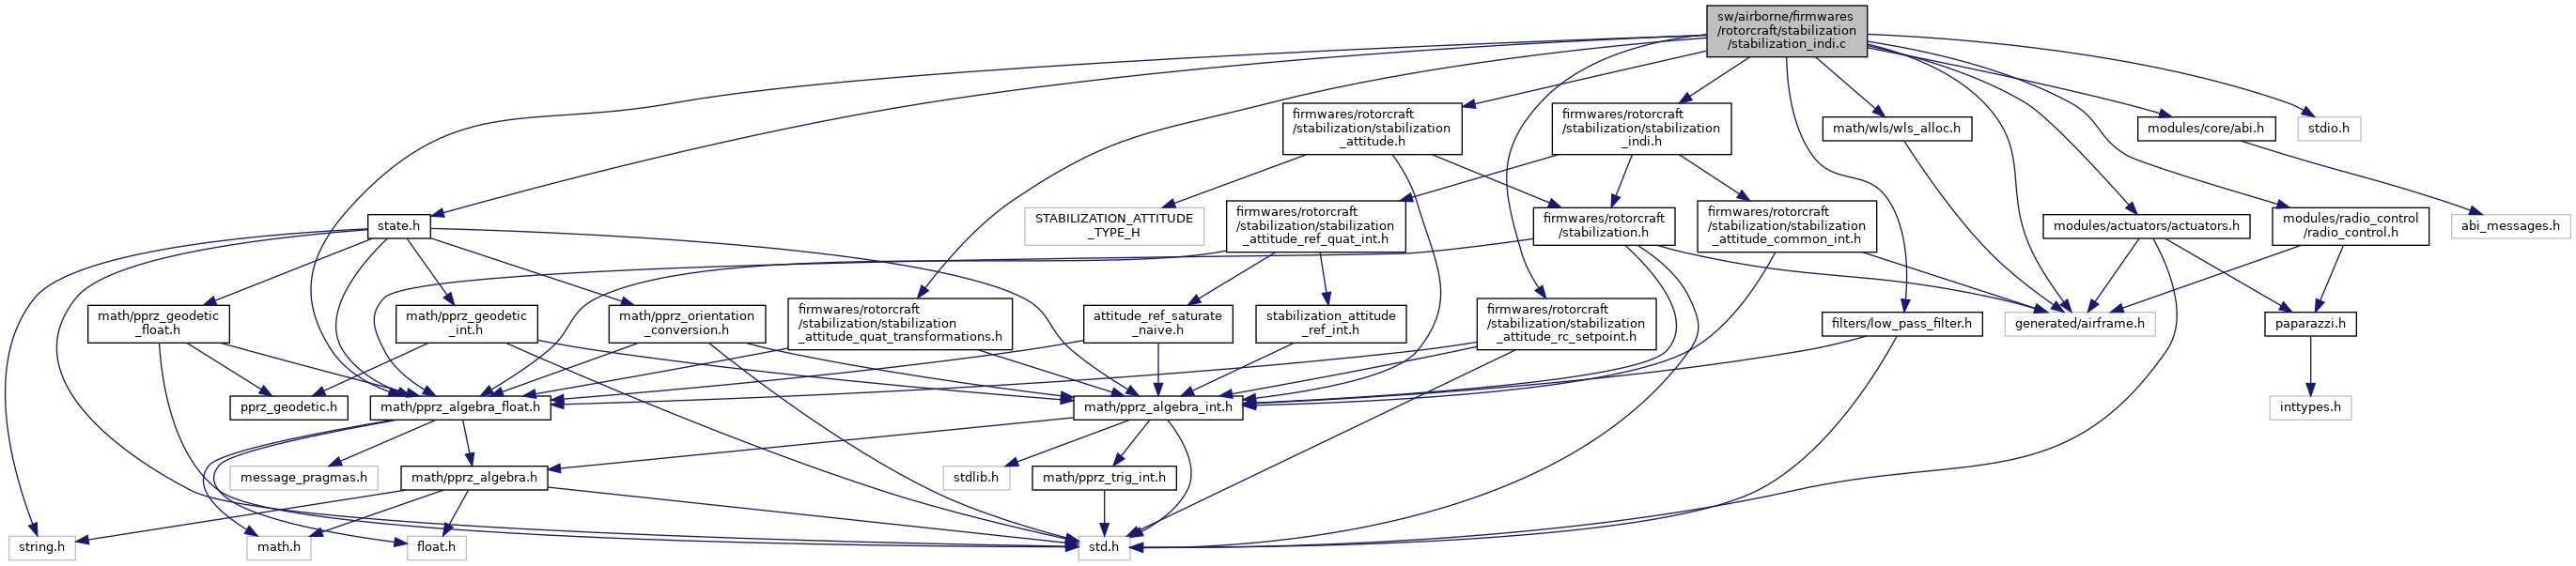 sw/airborne/firmwares
/rotorcraft/stabilization
/stabilization_indi.c
firmwares/rotorcraft
/stabilization/stabilization
_attitude.h
firmwares/rotorcraft
/stabilization/stabilization
_indi.h
math/wls/wls_alloc.h
modules/core/abi.h
stdio.h
state.h
STABILIZATION_ATTITUDE
_TYPE_H
firmwares/rotorcraft
/stabilization/stabilization
_attitude_ref_quat_int.h
firmwares/rotorcraft
/stabilization.h
firmwares/rotorcraft
/stabilization/stabilization
_attitude_common_int.h
modules/actuators/actuators.h
modules/radio_control
/radio_control.h
abi_messages.h
math/pprz_geodetic
_float.h
math/pprz_geodetic
_int.h
math/pprz_orientation
_conversion.h
firmwares/rotorcraft
/stabilization/stabilization
_attitude_quat_transformations.h
attitude_ref_saturate
_naive.h
stabilization_attitude
_ref_int.h
firmwares/rotorcraft
/stabilization/stabilization
_attitude_rc_setpoint.h
filters/low_pass_filter.h
generated/airframe.h
paparazzi.h
pprz_geodetic.h
math/pprz_algebra_float.h
math/pprz_algebra_int.h
inttypes.h
message_pragmas.h
math/pprz_algebra.h
stdlib.h
math/pprz_trig_int.h
string.h
math.h
float.h
std.h